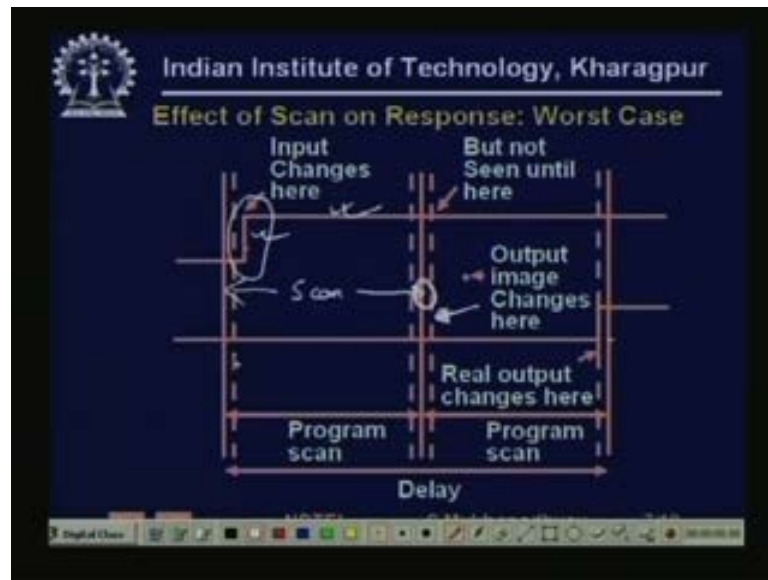 Indian Institute of Technology, Kharagpur
Effect of Scan on Response: Worst Case
Input
Changes
here
But not
Seen until
here
Scan
Output
image
Changes
here
Real output
changes here
Program
scan
Program
scan
Delay